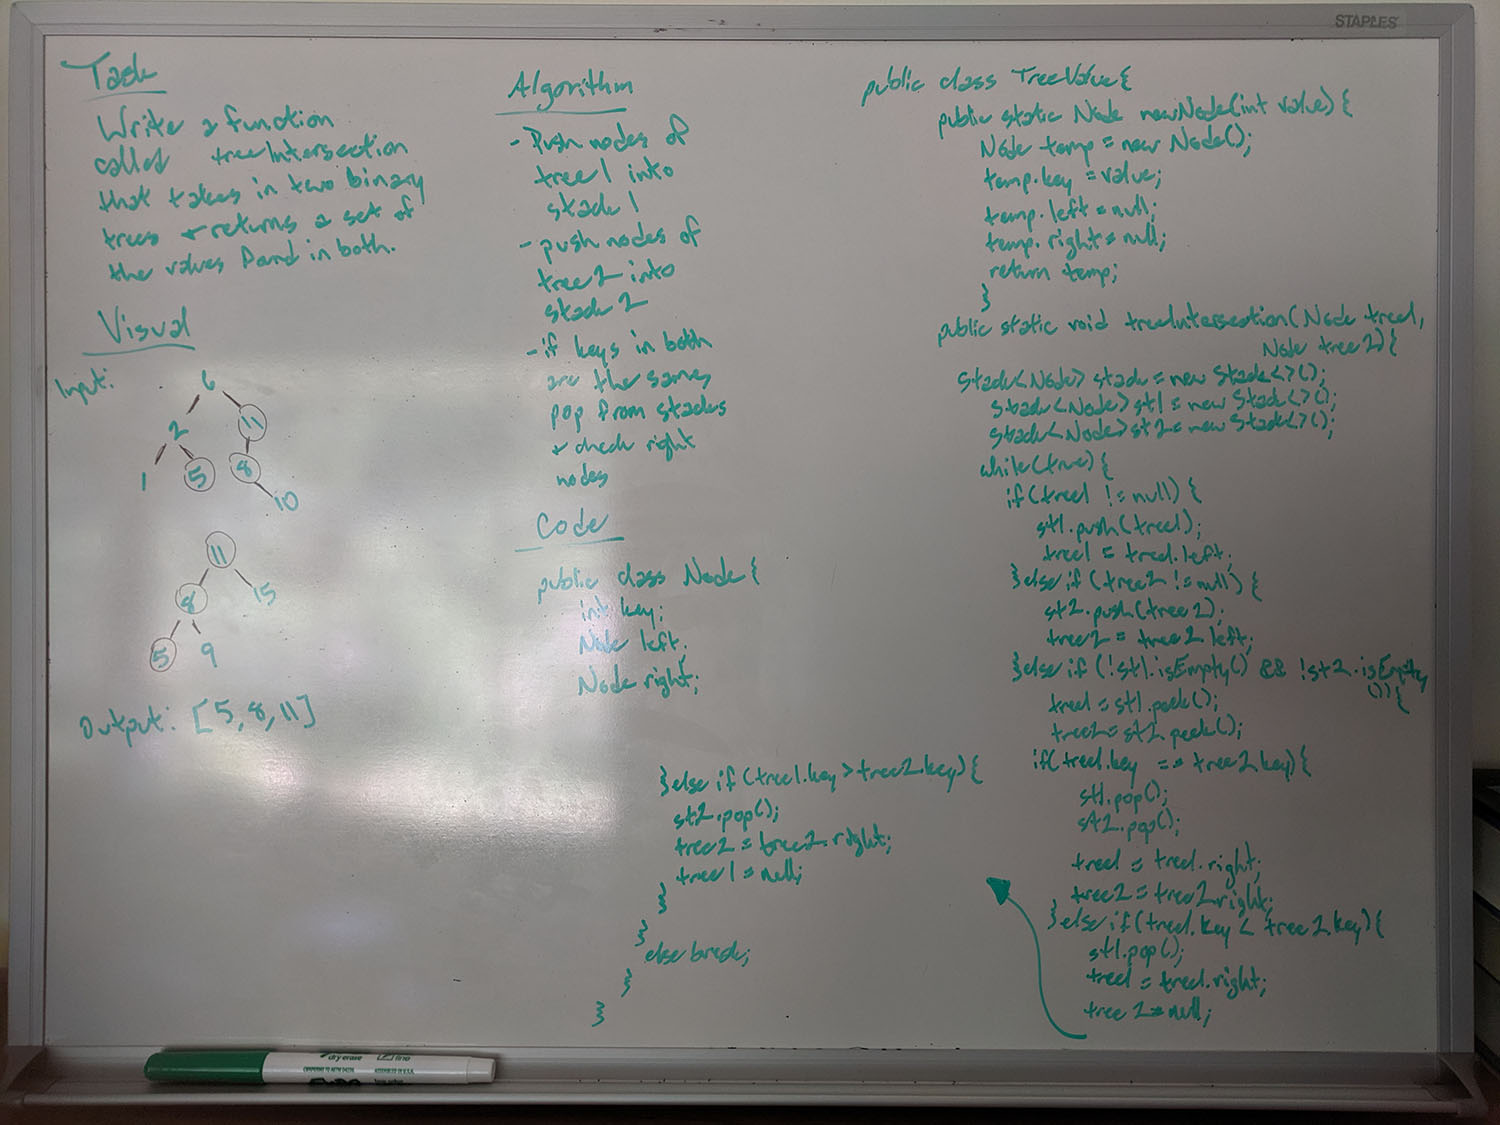 STAPLES
Task
Write a function
called treeIntersection
that takes in two binary
trees + returns a set of
the values found in both.
Visual
Input:
6
2
11
1
5
8
10
11
8
15
5
9
Output: [5, 8, 11]
Algorithm
- Push nodes of
tree1 into
stack 1
- push nodes of
tree2 into
stack 2
- if keys in both
are the same
pop from stacks
+ check right
nodes
Code
public class Node {
int key;
Node left;
Node right;
public class TreeValue{
public static Node newNode(int value){
Node temp = new Node();
temp.key = value;
temp.left = null;
temp.right = null;
return temp;
}
public static void treeIntersection(Node tree1,
Node tree2){
Stack<Node> stack = new Stack<>();
Stack<Node> st1 = new Stack<>();
Stack<Node> st2 = new Stack<>();
while(true){
if(tree1 != null) {
st1.push(tree1);
tree1 = tree1.left;
}else if (tree2 != null) {
st2.push(tree2);
tree2 = tree2.left;
}else if (!st1.isEmpty() && !st2.isEmpty
()){
tree1 = st1.peek();
tree2 = st2.peek();
if(tree1.key == tree2.key){
st1.pop();
st2.pop();
tree1 = tree1.right;
tree2 = tree2.right;
}else if(tree1.key < tree2.key){
st1.pop();
tree1 = tree1.right;
tree2 = null;
}else if(tree1.key > tree2.key){
st2.pop();
tree2 = tree2.right;
tree1 = null;
}
}
else break;
}
}
dry erase
fine
EXPO